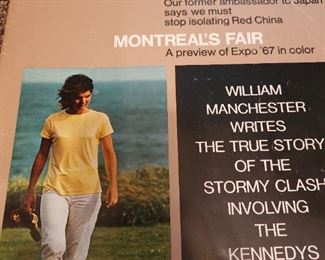 Our former ambassador to Japan
says we must
stop isolating Red China
MONTREAL'S FAIR
A preview of Expo '67 in color
WILLIAM
MANCHESTER
WRITES
THE TRUE STORY
OF THE
STORMY CLASH
INVOLVING
THE
KENNEDYS